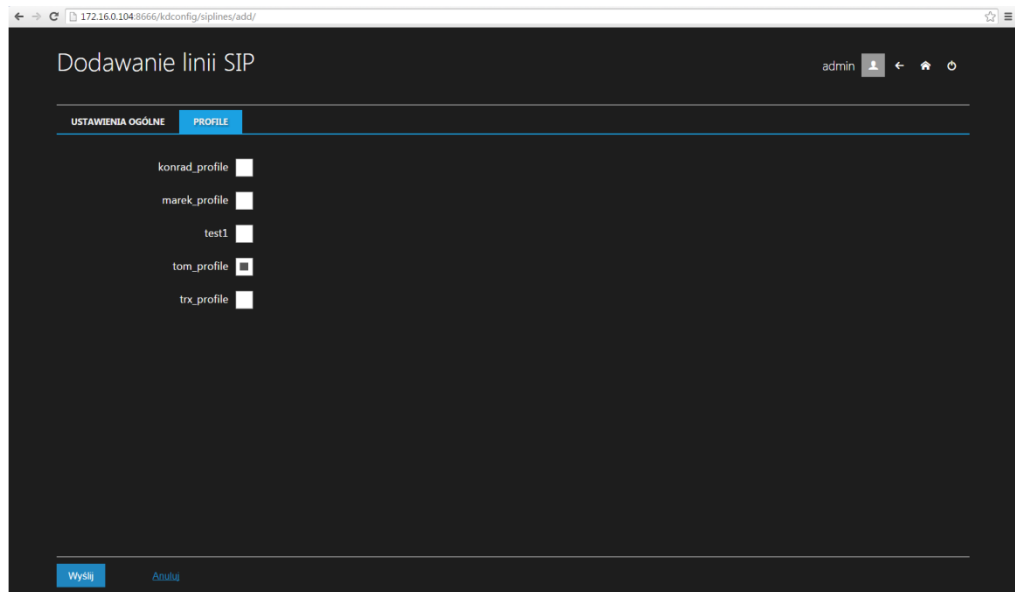 172.16.0.104:8666/kdconfig/siplines/add/
Dodawanie linii SIP
admin
USTAWIENIA OGÓLNE PROFILE
konrad_profile
marek_profile
test1
tom_profile
trx_profile
Wyślij Anuluj